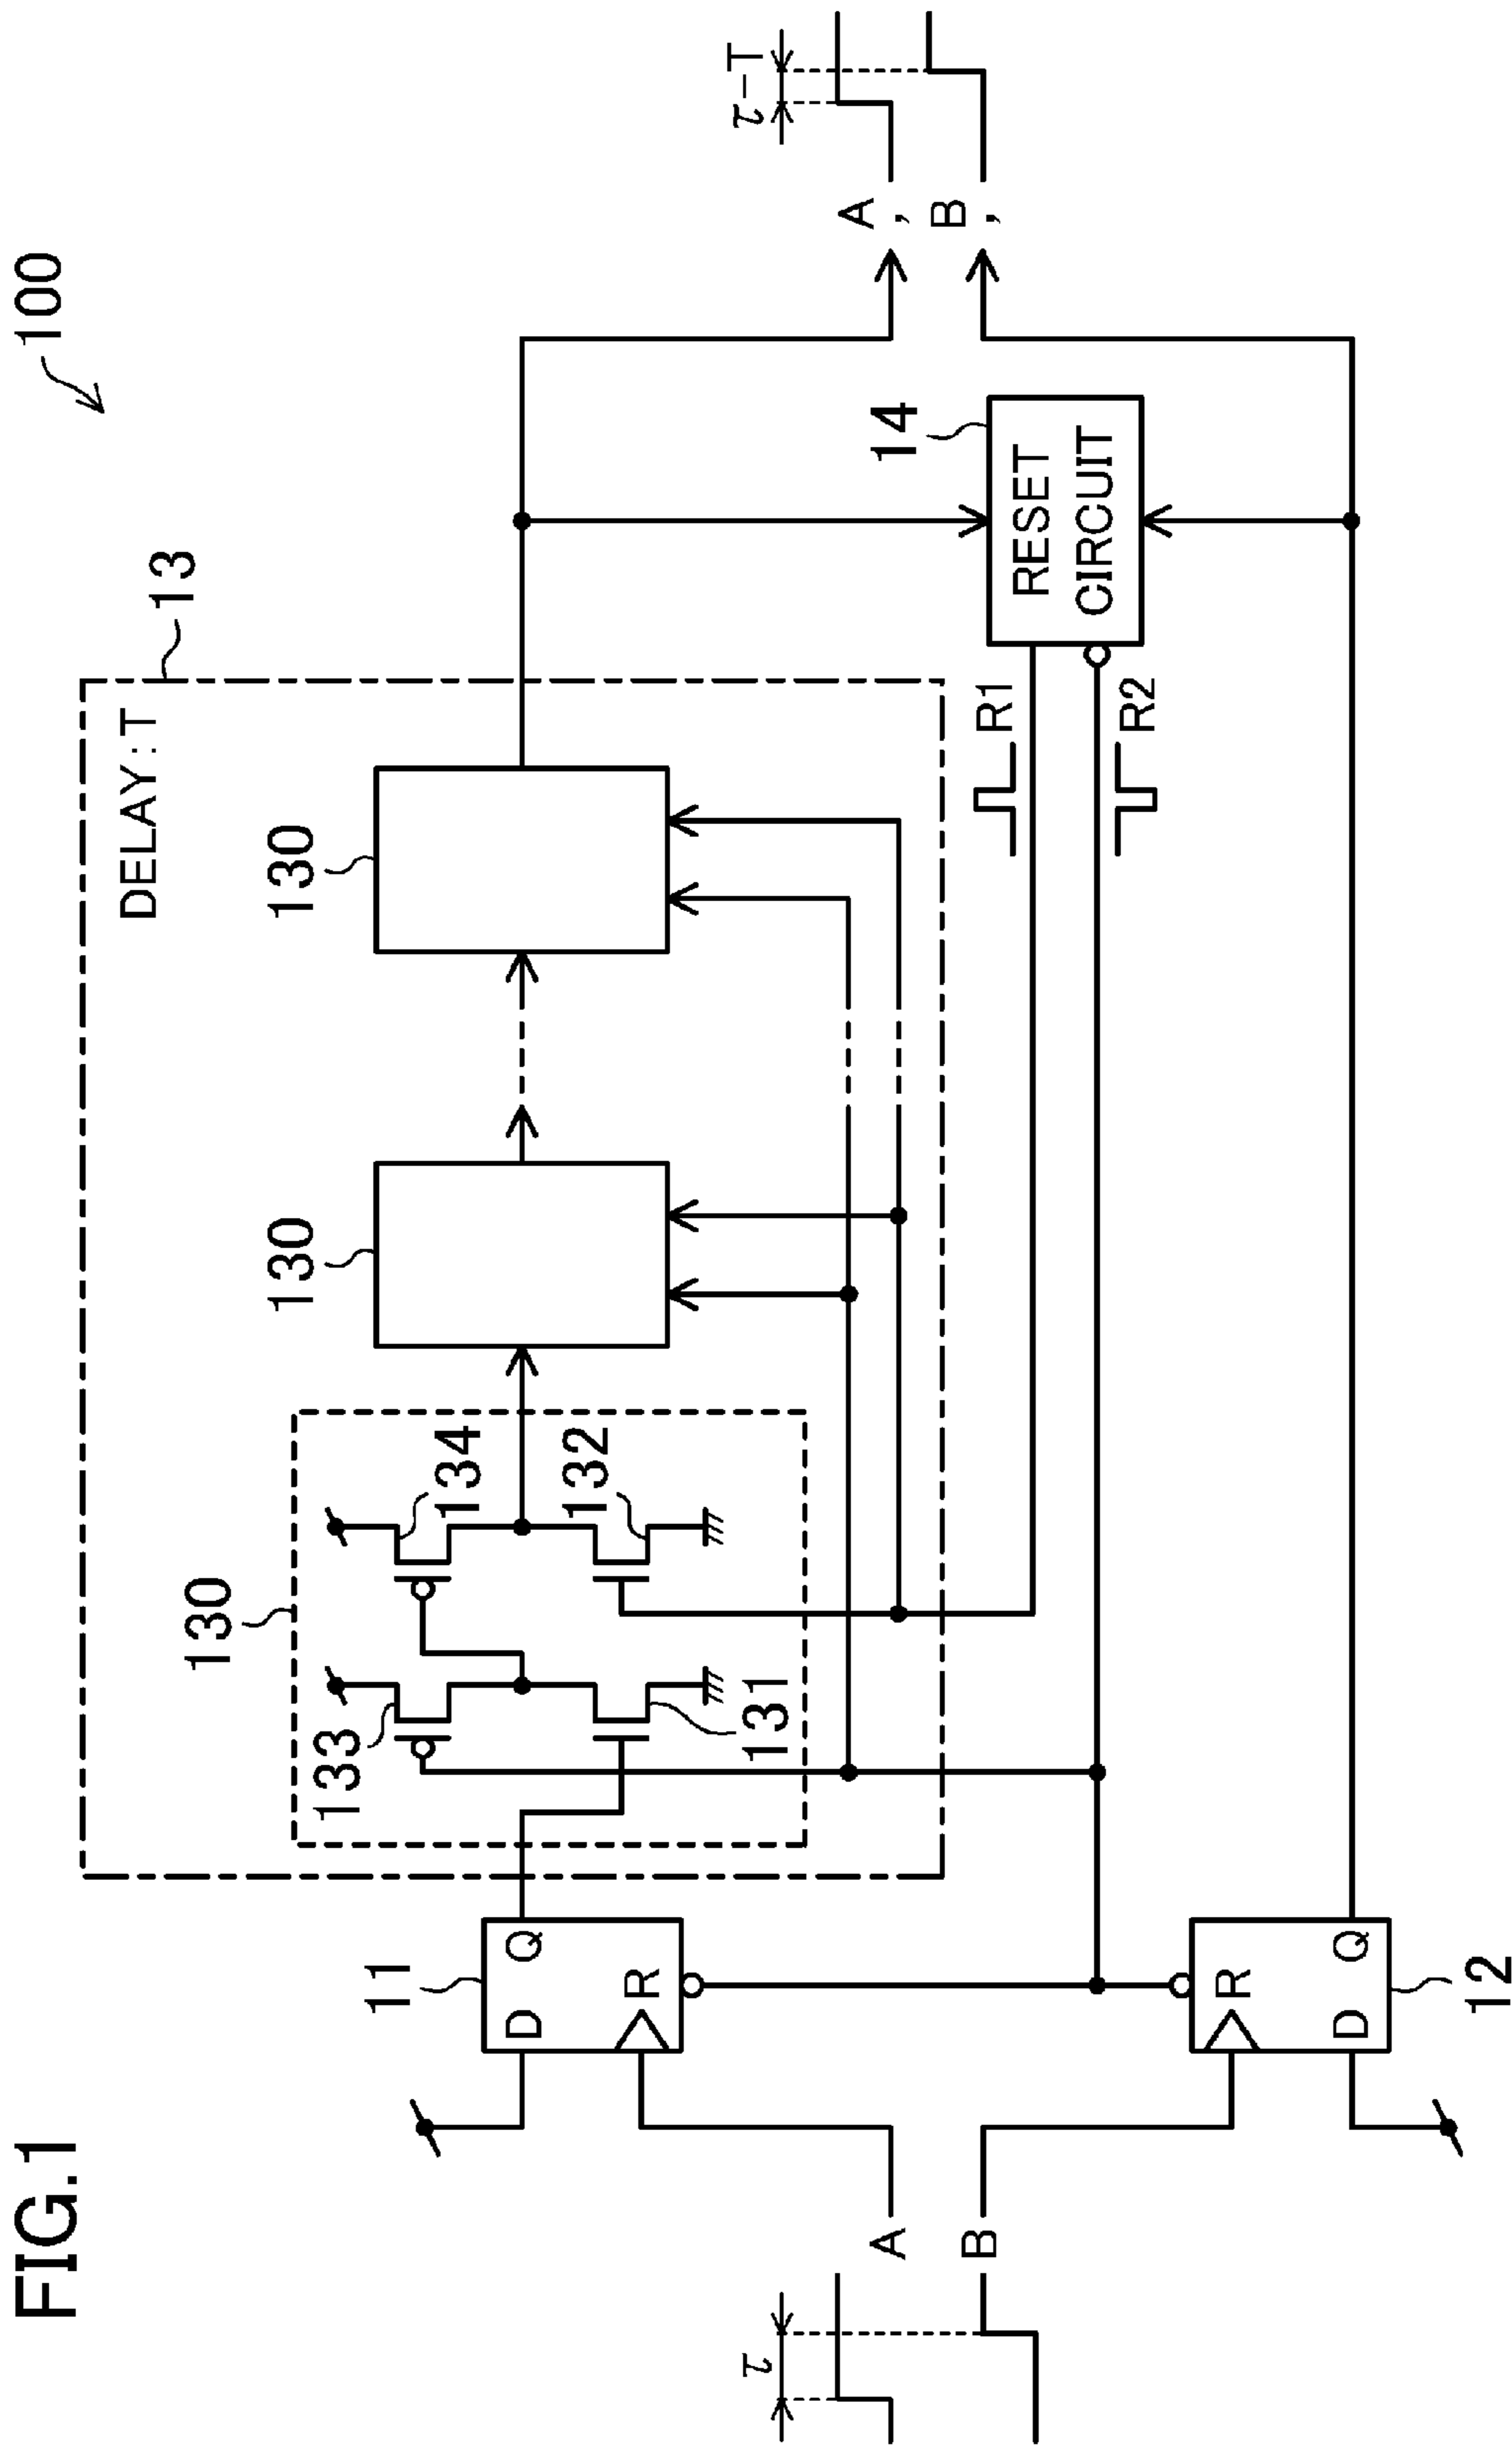 FIG.1
100
13
DELAY:T
130
130
130
133
134
131
132
11
D
Q
R
12
R
D
Q
14
RESET
CIRCUIT
R1
R2
τ
A
B
τ-T
A,
B,